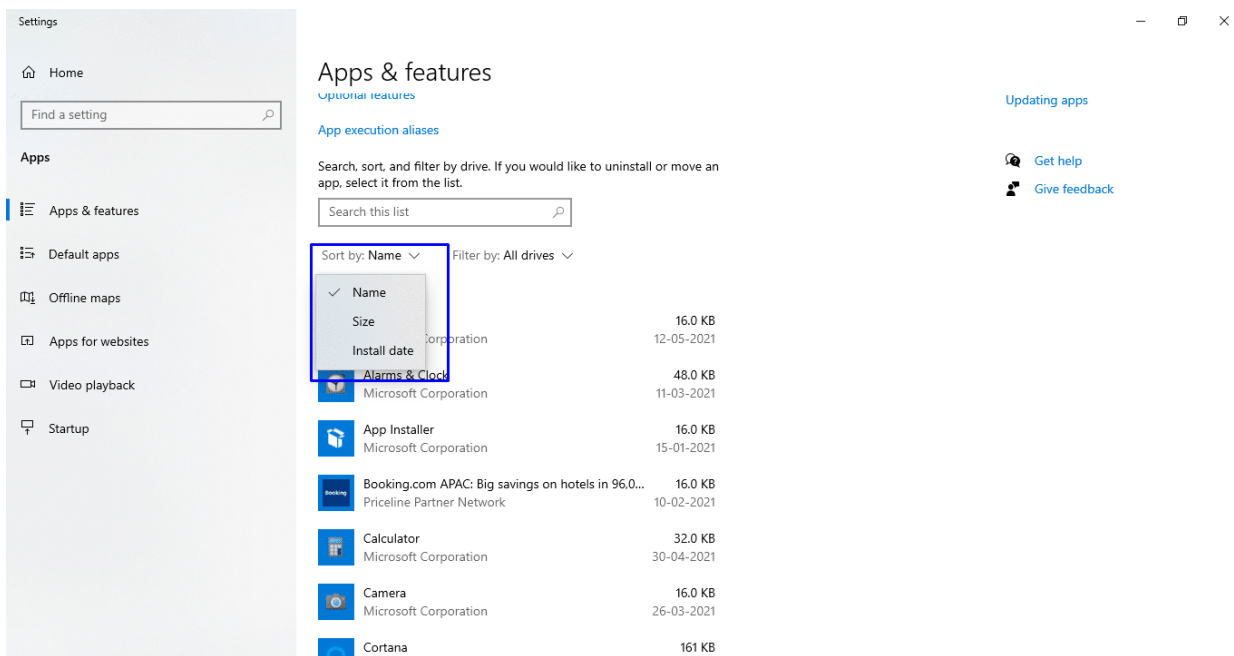 Settings
Home
Find a setting
Apps
Apps & features
Default apps
Offline maps
Apps for websites
Video playback
Startup
Apps & features
Optional features
App execution aliases
Search, sort, and filter by drive. If you would like to uninstall or move an
app, select it from the list.
Search this list
Sort by: Name Filter by: All drives
Name
Size
Install date
16.0 KB
Corporation 12-05-2021
Alarms & Clock 48.0 KB
Microsoft Corporation 11-03-2021
App Installer 16.0 KB
Microsoft Corporation 15-01-2021
Booking
Booking.com APAC: Big savings on hotels in 96,0... 16.0 KB
Priceline Partner Network 10-02-2021
Calculator 32.0 KB
Microsoft Corporation 30-04-2021
Camera 16.0 KB
Microsoft Corporation 26-03-2021
Cortana 161 KB
Updating apps
Get help
Give feedback